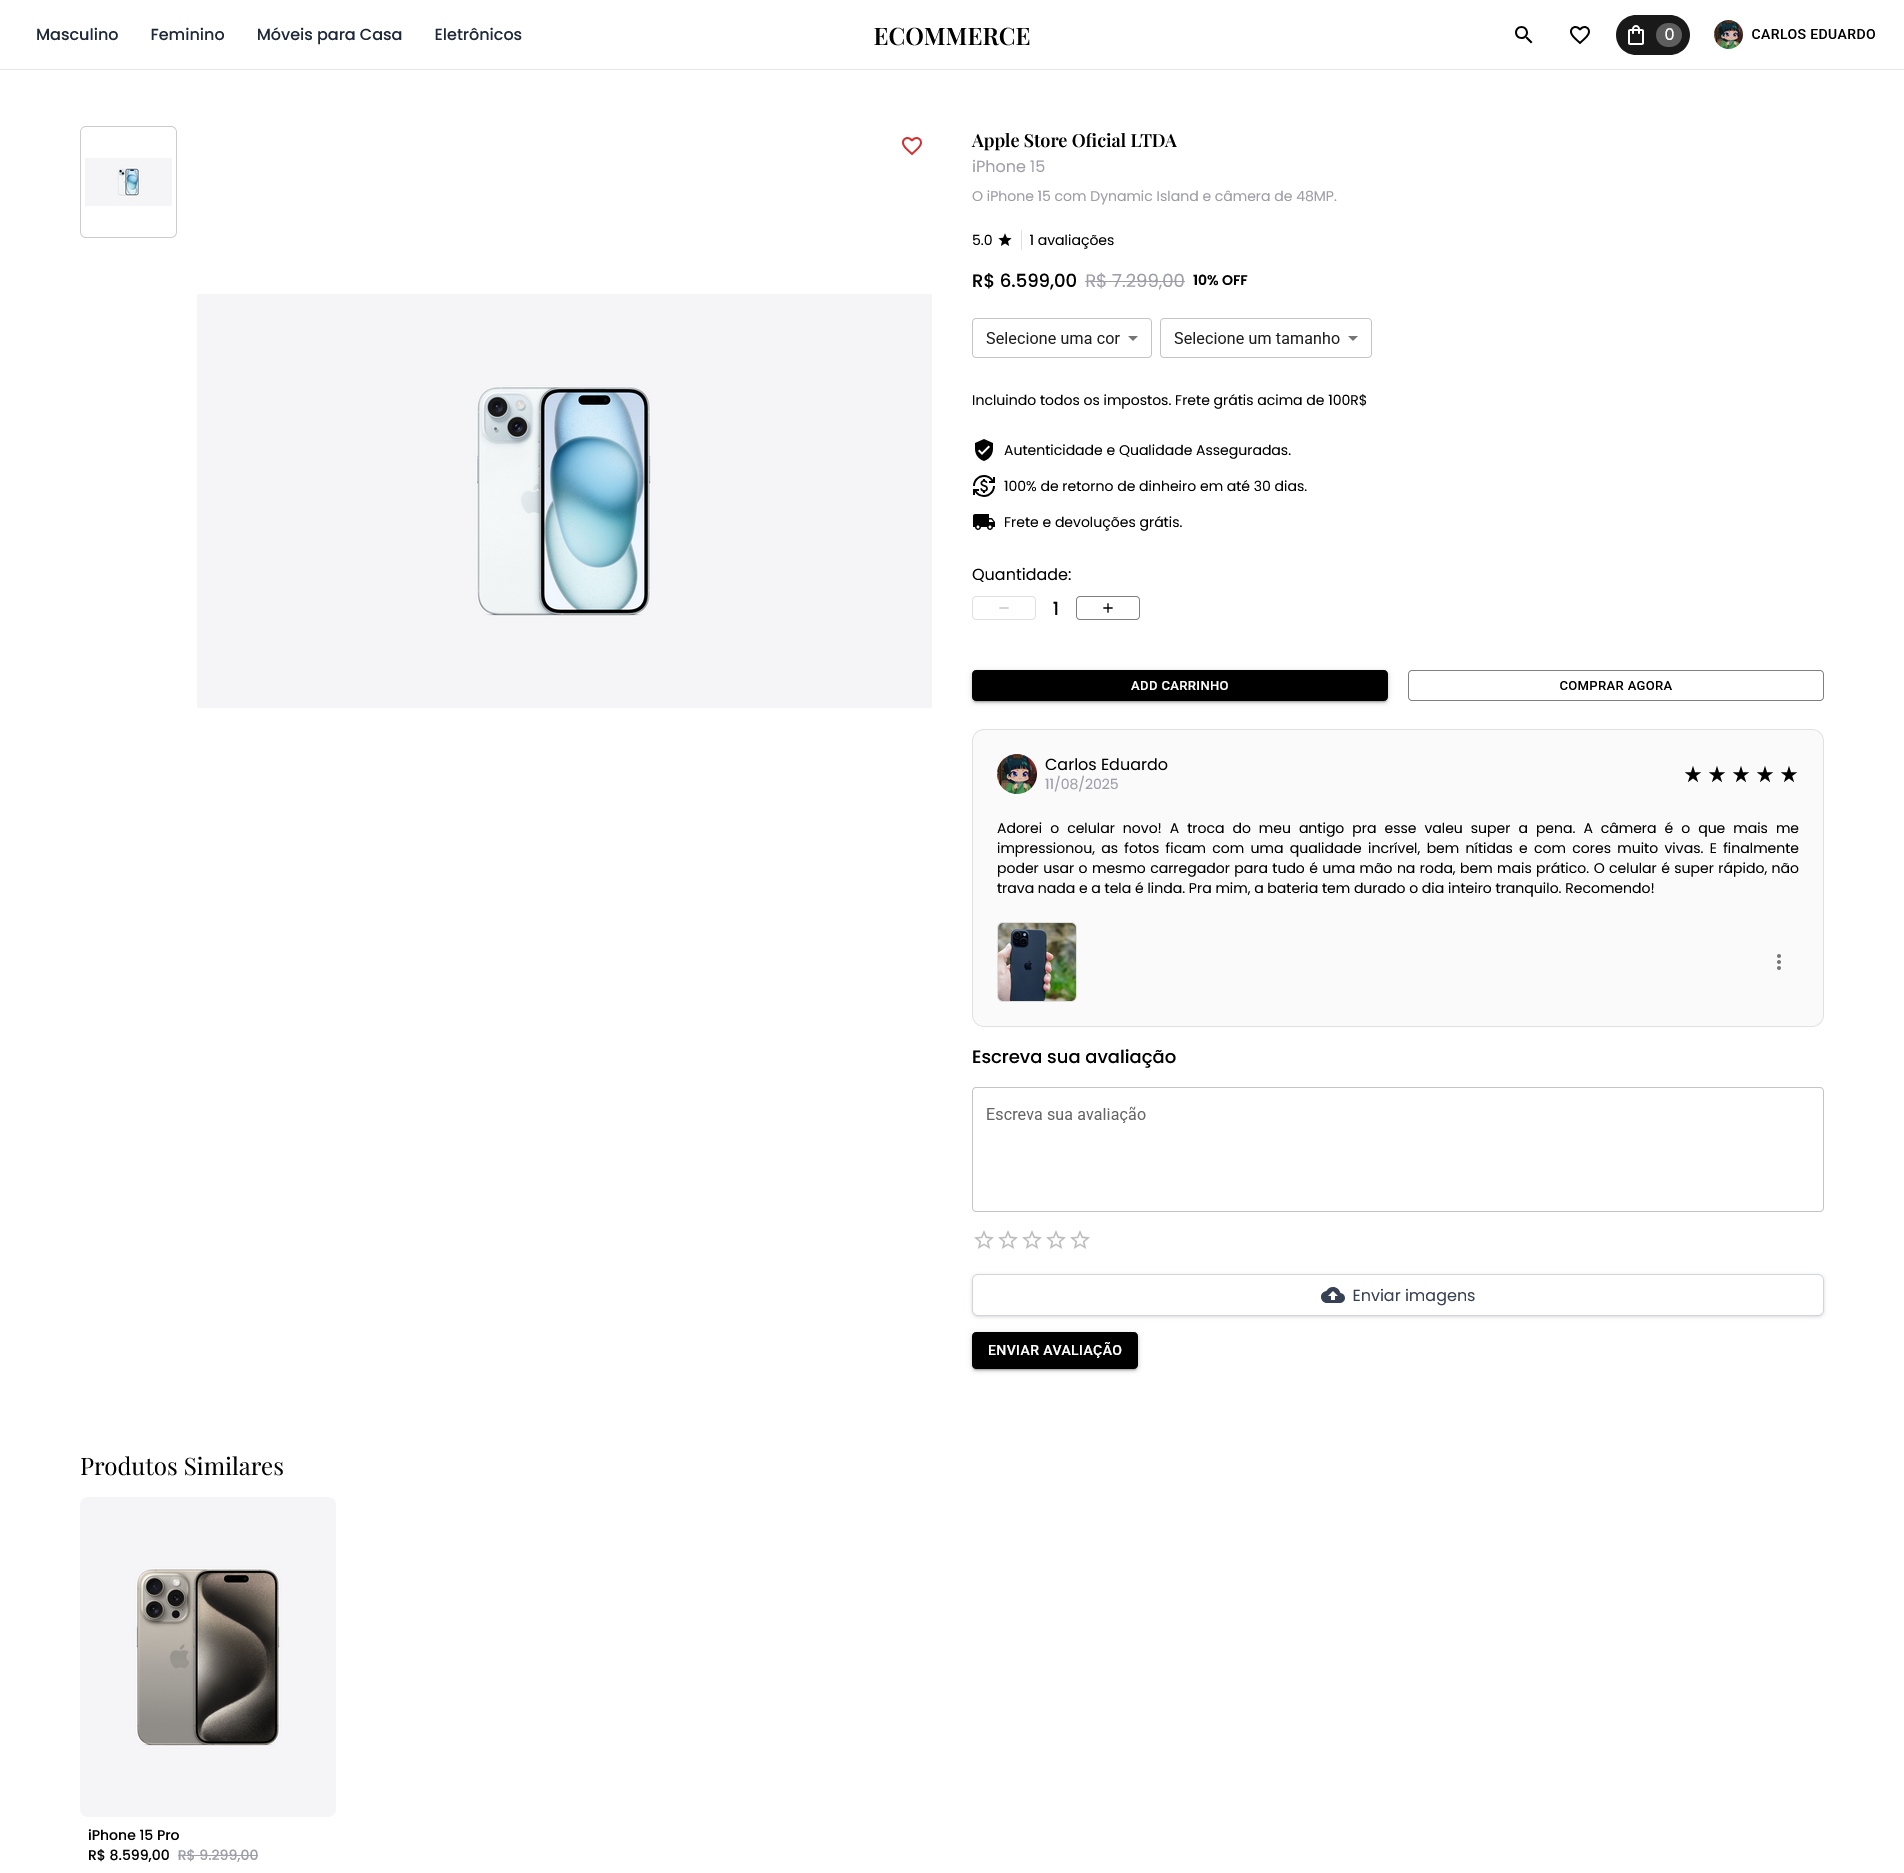 Masculino Feminino Móveis para Casa Eletrônicos ECOMMERCE 0 CARLOS EDUARDO
Apple Store Oficial LTDA
iPhone 15
O iPhone 15 com Dynamic Island e câmera de 48MP.
5.0 ★ 1 avaliações
R$ 6.599,00 R$ 7.299,00 10% OFF
Selecione uma cor Selecione um tamanho
Incluindo todos os impostos. Frete grátis acima de 100R$
Autenticidade e Qualidade Asseguradas.
100% de retorno de dinheiro em até 30 dias.
Frete e devoluções grátis.
Quantidade:
− 1 +
ADD CARRINHO COMPRAR AGORA
Carlos Eduardo
11/08/2025
Adorei o celular novo! A troca do meu antigo pra esse valeu super a pena. A câmera é o que mais me
impressionou, as fotos ficam com uma qualidade incrível, bem nítidas e com cores muito vivas. E finalmente
poder usar o mesmo carregador para tudo é uma mão na roda, bem mais prático. O celular é super rápido, não
trava nada e a tela é linda. Pra mim, a bateria tem durado o dia inteiro tranquilo. Recomendo!
Escreva sua avaliação
Escreva sua avaliação
Enviar imagens
ENVIAR AVALIAÇÃO
Produtos Similares
iPhone 15 Pro
R$ 8.599,00 R$ 9.299,00